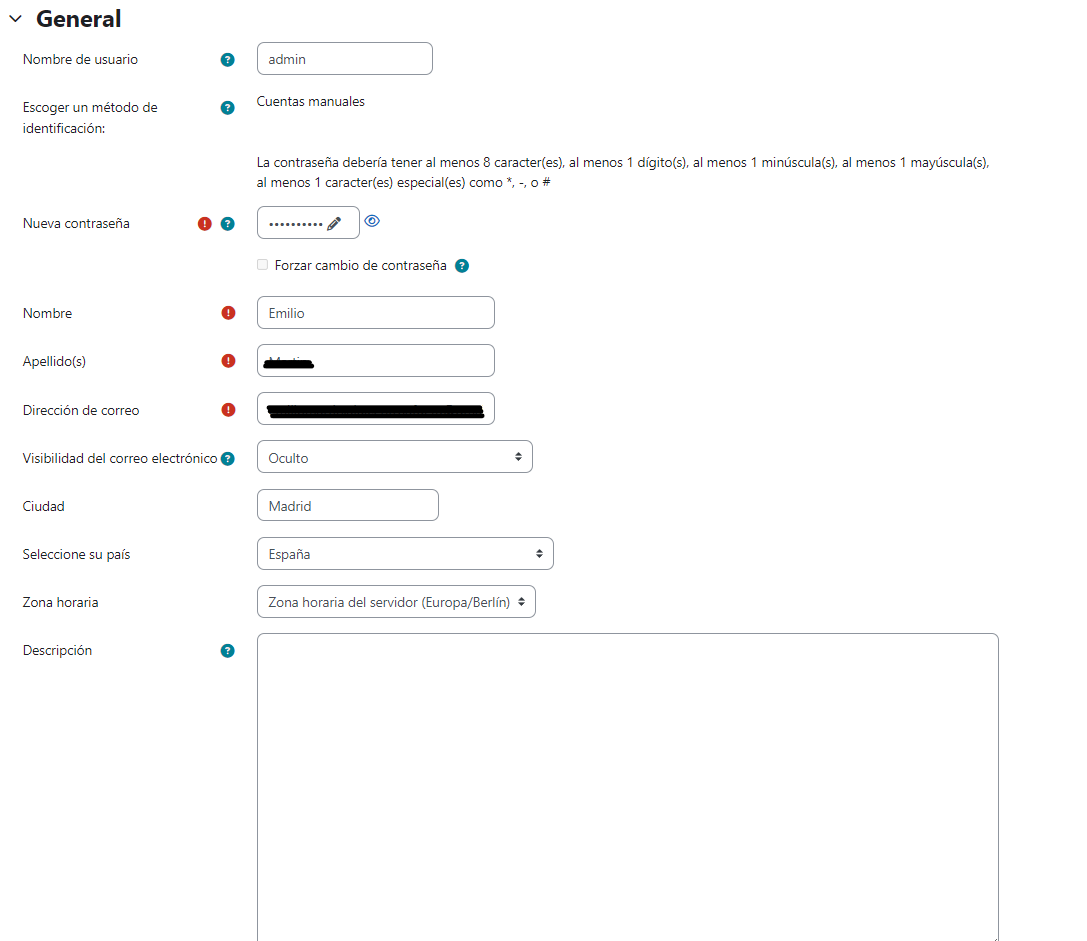 General
Nombre de usuario
admin
Escoger un método de
identificación:
Cuentas manuales
La contraseña debería tener al menos 8 caracter(es), al menos 1 dígito(s), al menos 1 minúscula(s), al menos 1 mayúscula(s),
al menos 1 caracter(es) especial(es) como *, -, o #
Nueva contraseña
••••••••••
Forzar cambio de contraseña
Nombre
Emilio
Apellido(s)
Dirección de correo
Visibilidad del correo electrónico
Oculto
Ciudad
Madrid
Seleccione su país
España
Zona horaria
Zona horaria del servidor (Europa/Berlín)
Descripción